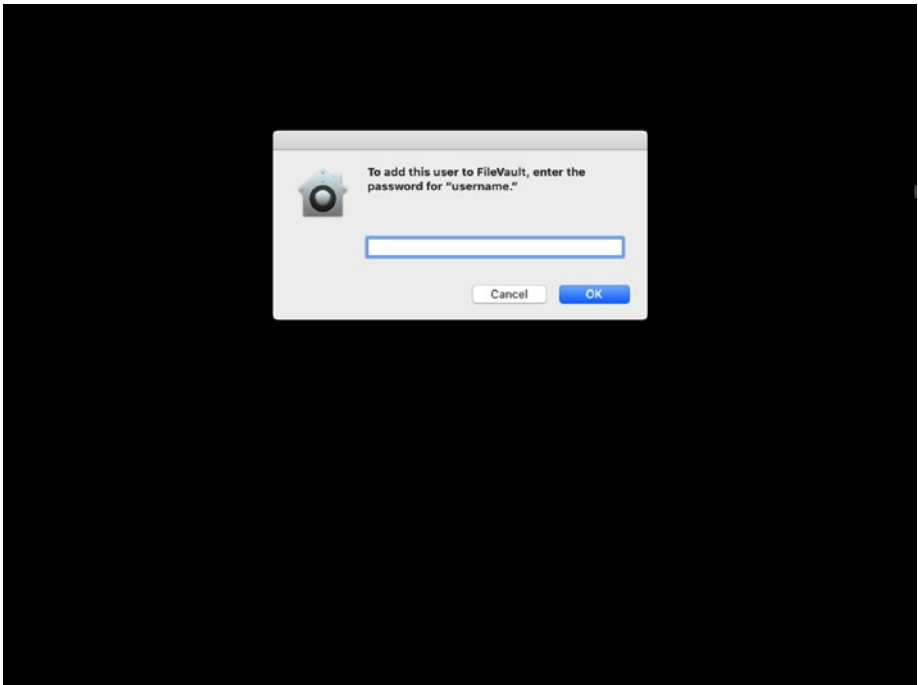 To add this user to FileVault, enter the
password for “username.”
Cancel
OK